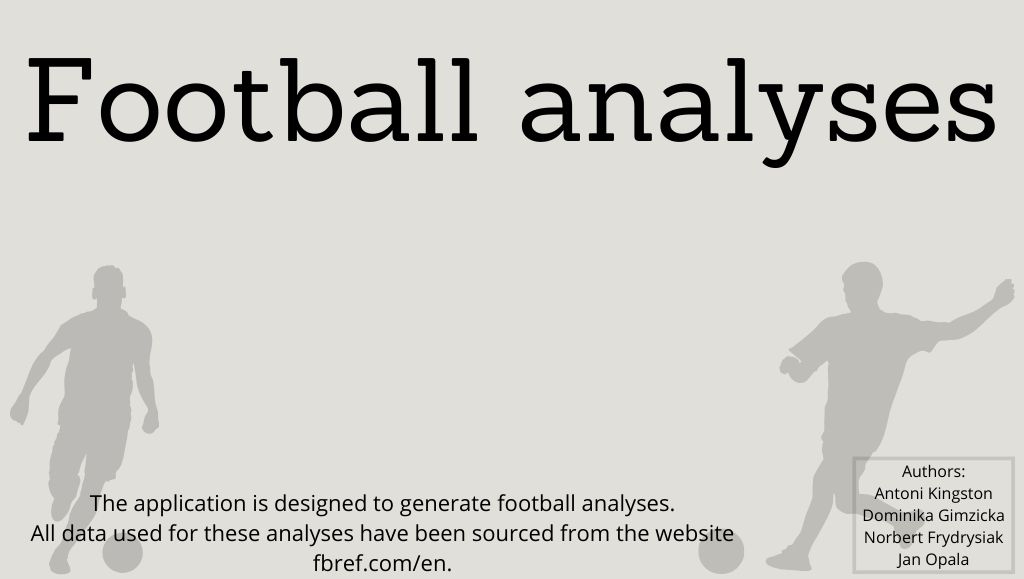 Football analyses
The application is designed to generate football analyses.
All data used for these analyses have been sourced from the website
fbref.com/en.
Authors:
Antoni Kingston
Dominika Gimzicka
Norbert Frydrysiak
Jan Opala